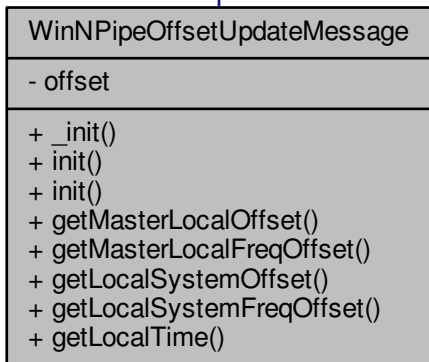 WinNPipeOffsetUpdateMessage
- offset
+ _init()
+ init()
+ init()
+ getMasterLocalOffset()
+ getMasterLocalFreqOffset()
+ getLocalSystemOffset()
+ getLocalSystemFreqOffset()
+ getLocalTime()